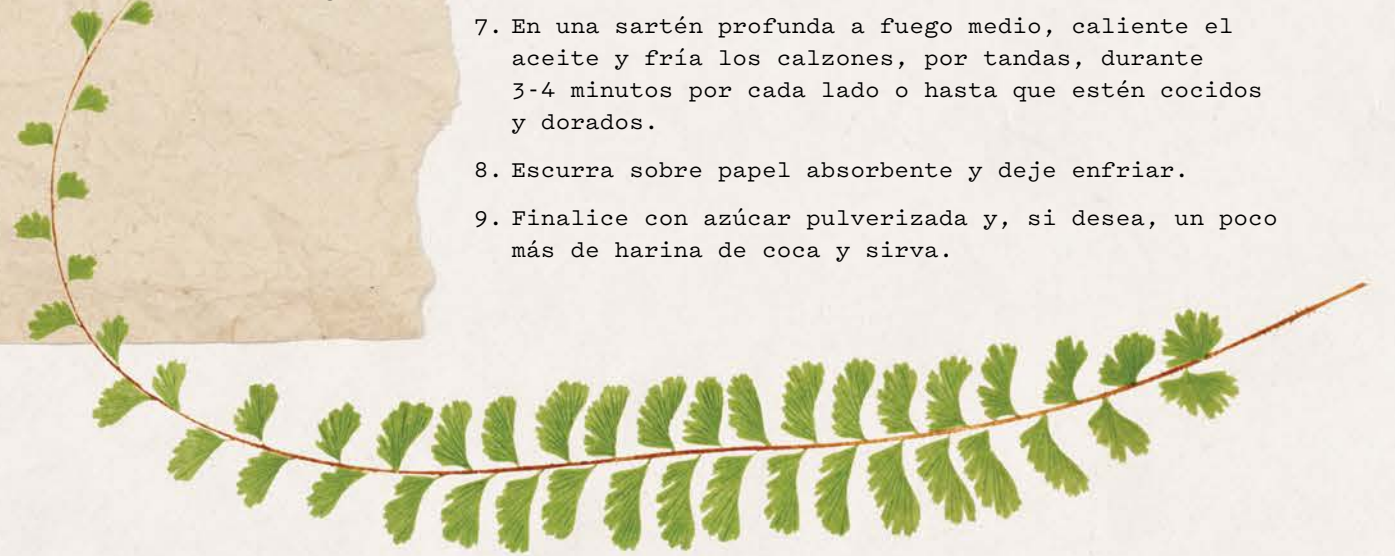 7. En una sartén profunda a fuego medio, caliente el
aceite y fría los calzones, por tandas, durante
3-4 minutos por cada lado o hasta que estén cocidos
y dorados.
8. Escurra sobre papel absorbente y deje enfriar.
9. Finalice con azúcar pulverizada y, si desea, un poco
más de harina de coca y sirva.